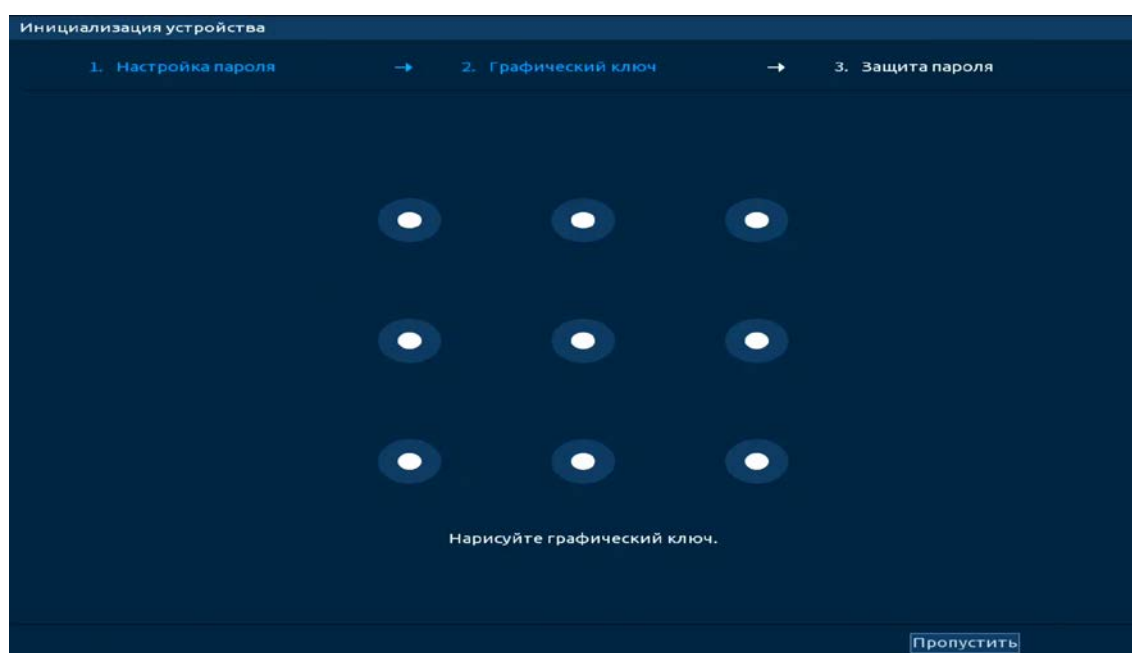 Инициализация устройства
1. Настройка пароля → 2. Графический ключ → 3. Защита пароля
Нарисуйте графический ключ.
Пропустить